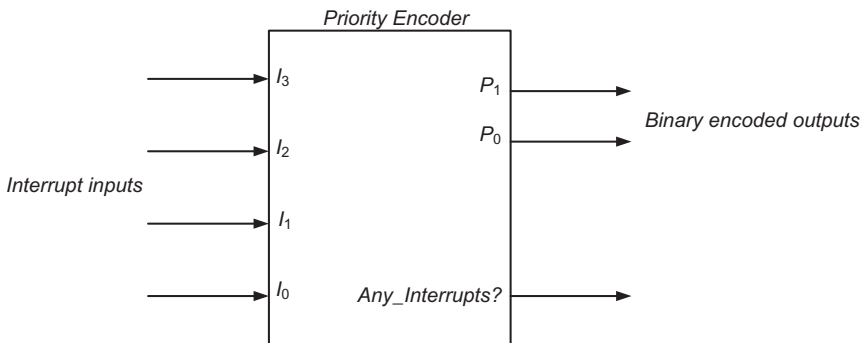 Priority Encoder
I3
P1
Binary encoded outputs
I2
P0
Interrupt inputs
I1
I0
Any_Interrupts?